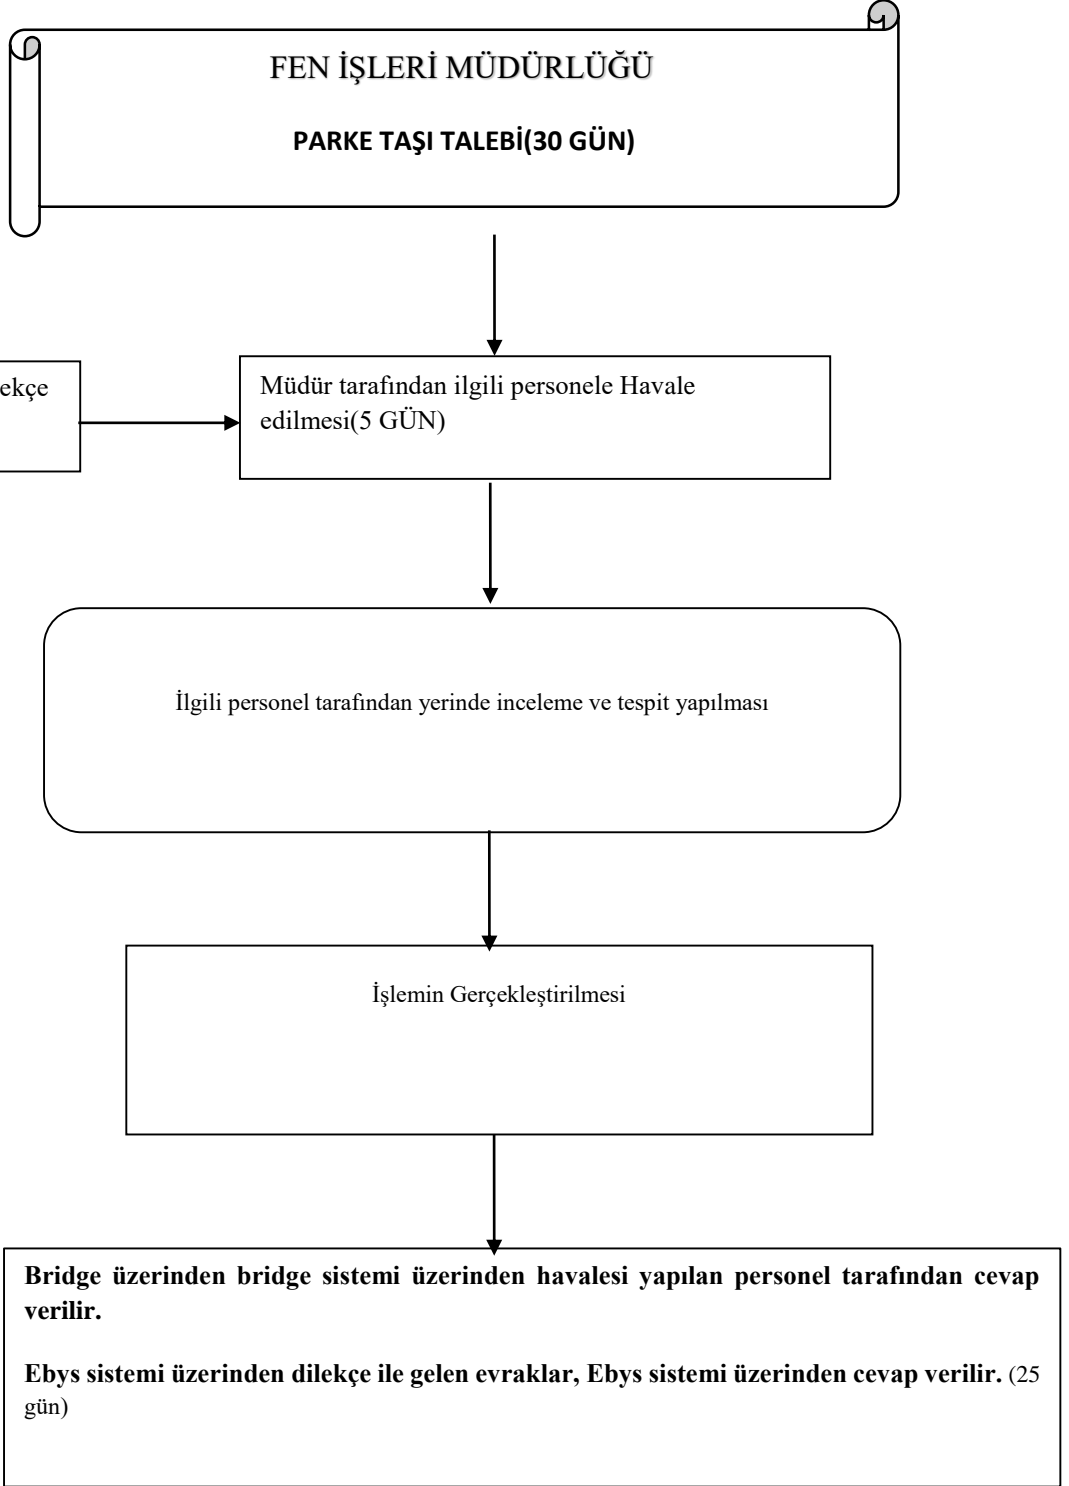 FEN İŞLERİ MÜDÜRLÜĞÜ
PARKE TAŞI TALEBİ(30 GÜN)
Müdür tarafından ilgili personele Havale
edilmesi(5 GÜN)
İlgili personel tarafından yerinde inceleme ve tespit yapılması
İşlemin Gerçekleştirilmesi
Bridge üzerinden bridge sistemi üzerinden havalesi yapılan personel tarafından cevap
verilir.
Ebys sistemi üzerinden dilekçe ile gelen evraklar, Ebys sistemi üzerinden cevap verilir. (25
gün)